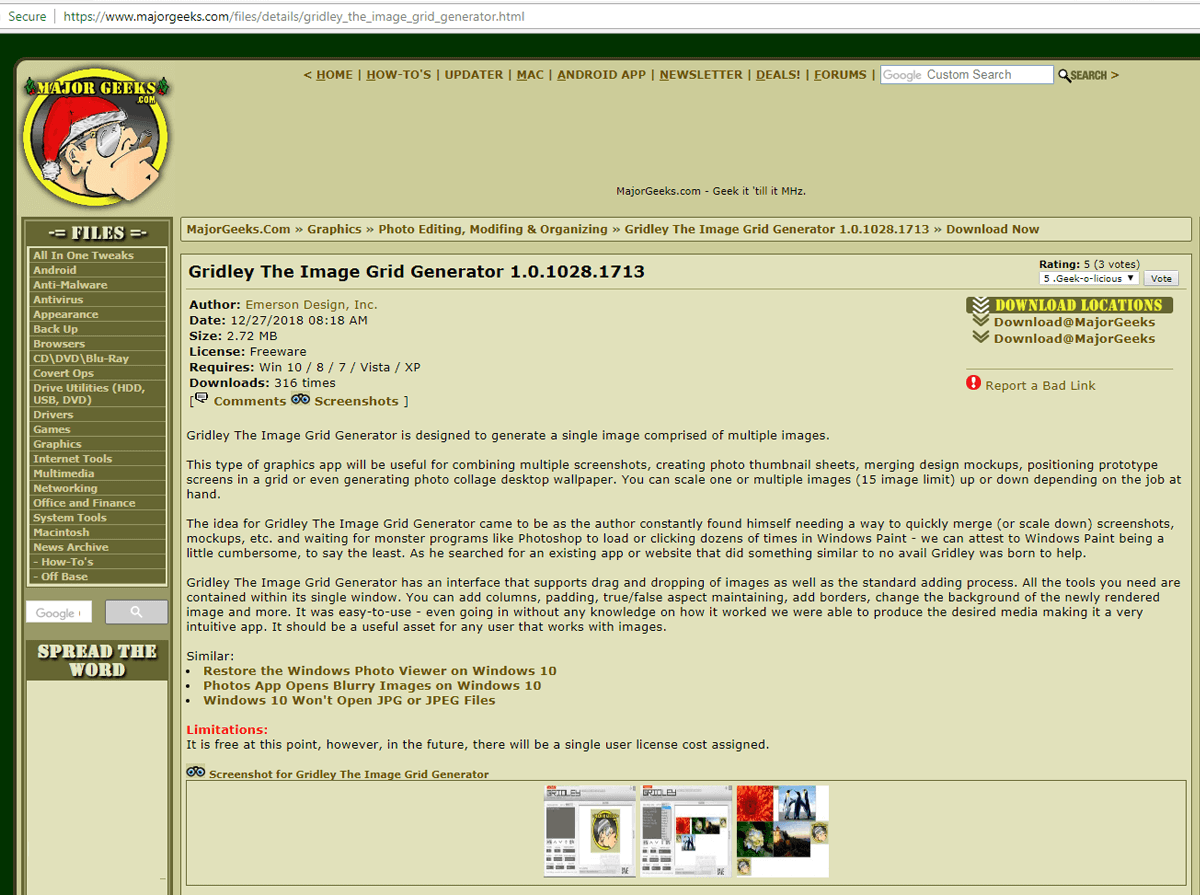 Secure | https://www.majorgeeks.com/files/details/gridley_the_image_grid_generator.html
MAJOR GEEKS
.COM
< HOME | HOW-TO'S | UPDATER | MAC | ANDROID APP | NEWSLETTER | DEALS! | FORUMS | Google Custom Search SEARCH >
MajorGeeks.com - Geek it 'till it MHz.
-= FILES =-
All In One Tweaks
Android
Anti-Malware
Antivirus
Appearance
Back Up
Browsers
CD\DVD\Blu-Ray
Covert Ops
Drive Utilities (HDD,
USB, DVD)
Drivers
Games
Graphics
Internet Tools
Multimedia
Networking
Office and Finance
System Tools
Macintosh
News Archive
- How-To's
- Off Base
Google
SPREAD THE
WORD
MajorGeeks.Com » Graphics » Photo Editing, Modifing & Organizing » Gridley The Image Grid Generator 1.0.1028.1713 » Download Now
Gridley The Image Grid Generator 1.0.1028.1713
Rating: 5 (3 votes)
5 .Geek-o-licious ▼ Vote
Author: Emerson Design, Inc.
Date: 12/27/2018 08:18 AM
Size: 2.72 MB
License: Freeware
Requires: Win 10 / 8 / 7 / Vista / XP
Downloads: 316 times
[ Comments Screenshots ]
DOWNLOAD LOCATIONS
Download@MajorGeeks
Download@MajorGeeks
Report a Bad Link
Gridley The Image Grid Generator is designed to generate a single image comprised of multiple images.
This type of graphics app will be useful for combining multiple screenshots, creating photo thumbnail sheets, merging design mockups, positioning prototype
screens in a grid or even generating photo collage desktop wallpaper. You can scale one or multiple images (15 image limit) up or down depending on the job at
hand.
The idea for Gridley The Image Grid Generator came to be as the author constantly found himself needing a way to quickly merge (or scale down) screenshots,
mockups, etc. and waiting for monster programs like Photoshop to load or clicking dozens of times in Windows Paint - we can attest to Windows Paint being a
little cumbersome, to say the least. As he searched for an existing app or website that did something similar to no avail Gridley was born to help.
Gridley The Image Grid Generator has an interface that supports drag and dropping of images as well as the standard adding process. All the tools you need are
contained within its single window. You can add columns, padding, true/false aspect maintaining, add borders, change the background of the newly rendered
image and more. It was easy-to-use - even going in without any knowledge on how it worked we were able to produce the desired media making it a very
intuitive app. It should be a useful asset for any user that works with images.
Similar:
• Restore the Windows Photo Viewer on Windows 10
• Photos App Opens Blurry Images on Windows 10
• Windows 10 Won't Open JPG or JPEG Files
Limitations:
It is free at this point, however, in the future, there will be a single user license cost assigned.
Screenshot for Gridley The Image Grid Generator
GRIDLEY
GRIDLEY